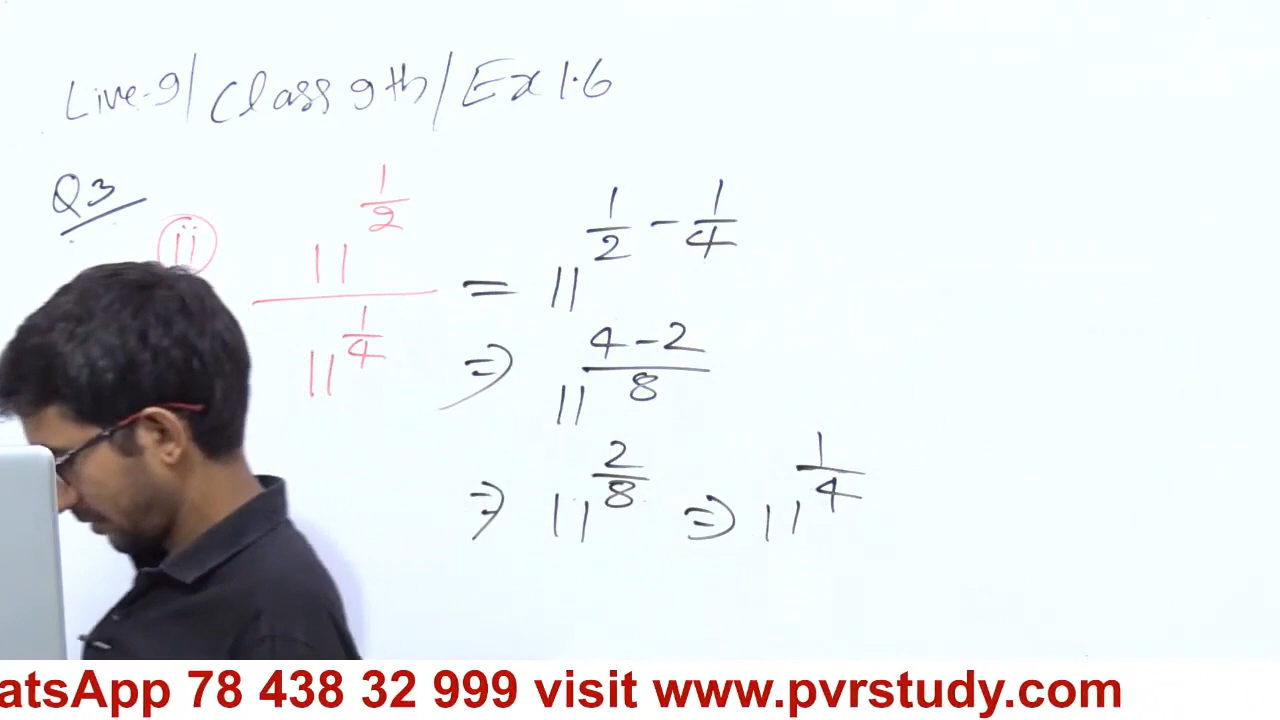 Live-9/Class 9th/Ex 1.6
Q3
(ii) 11^(1/2) / 11^(1/4) = 11^(1/2 - 1/4)
⇒ 11^((4-2)/8)
⇒ 11^(2/8) ⇒ 11^(1/4)
atsApp 78 438 32 999 visit www.pvrstudy.com